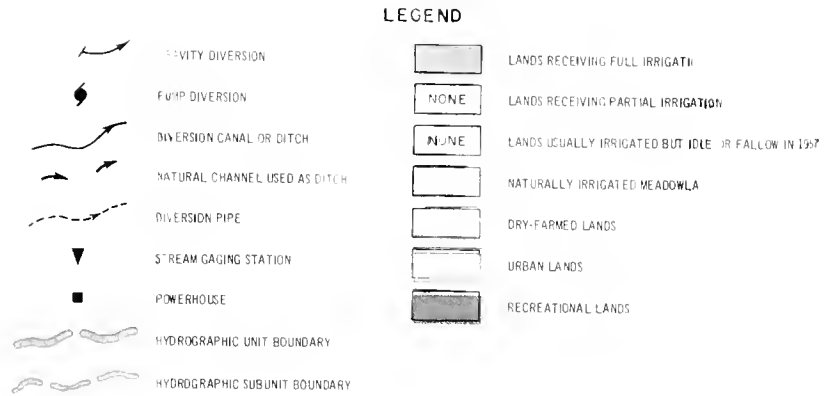 LEGEND
AVITY DIVERSION
PUMP DIVERSION
DIVERSION CANAL OR DITCH
NATURAL CHANNEL USED AS DITCH
DIVERSION PIPE
STREAM GAGING STATION
POWERHOUSE
HYDROGRAPHIC UNIT BOUNDARY
HYDROGRAPHIC SUBUNIT BOUNDARY
LANDS RECEIVING FULL IRRIGATI
NONE LANDS RECEIVING PARTIAL IRRIGATION
NONE LANDS USUALLY IRRIGATED BUT IDLE OR FALLOW IN 1957
NATURALLY IRRIGATED MEADOWLA
DRY-FARMED LANDS
URBAN LANDS
RECREATIONAL LANDS